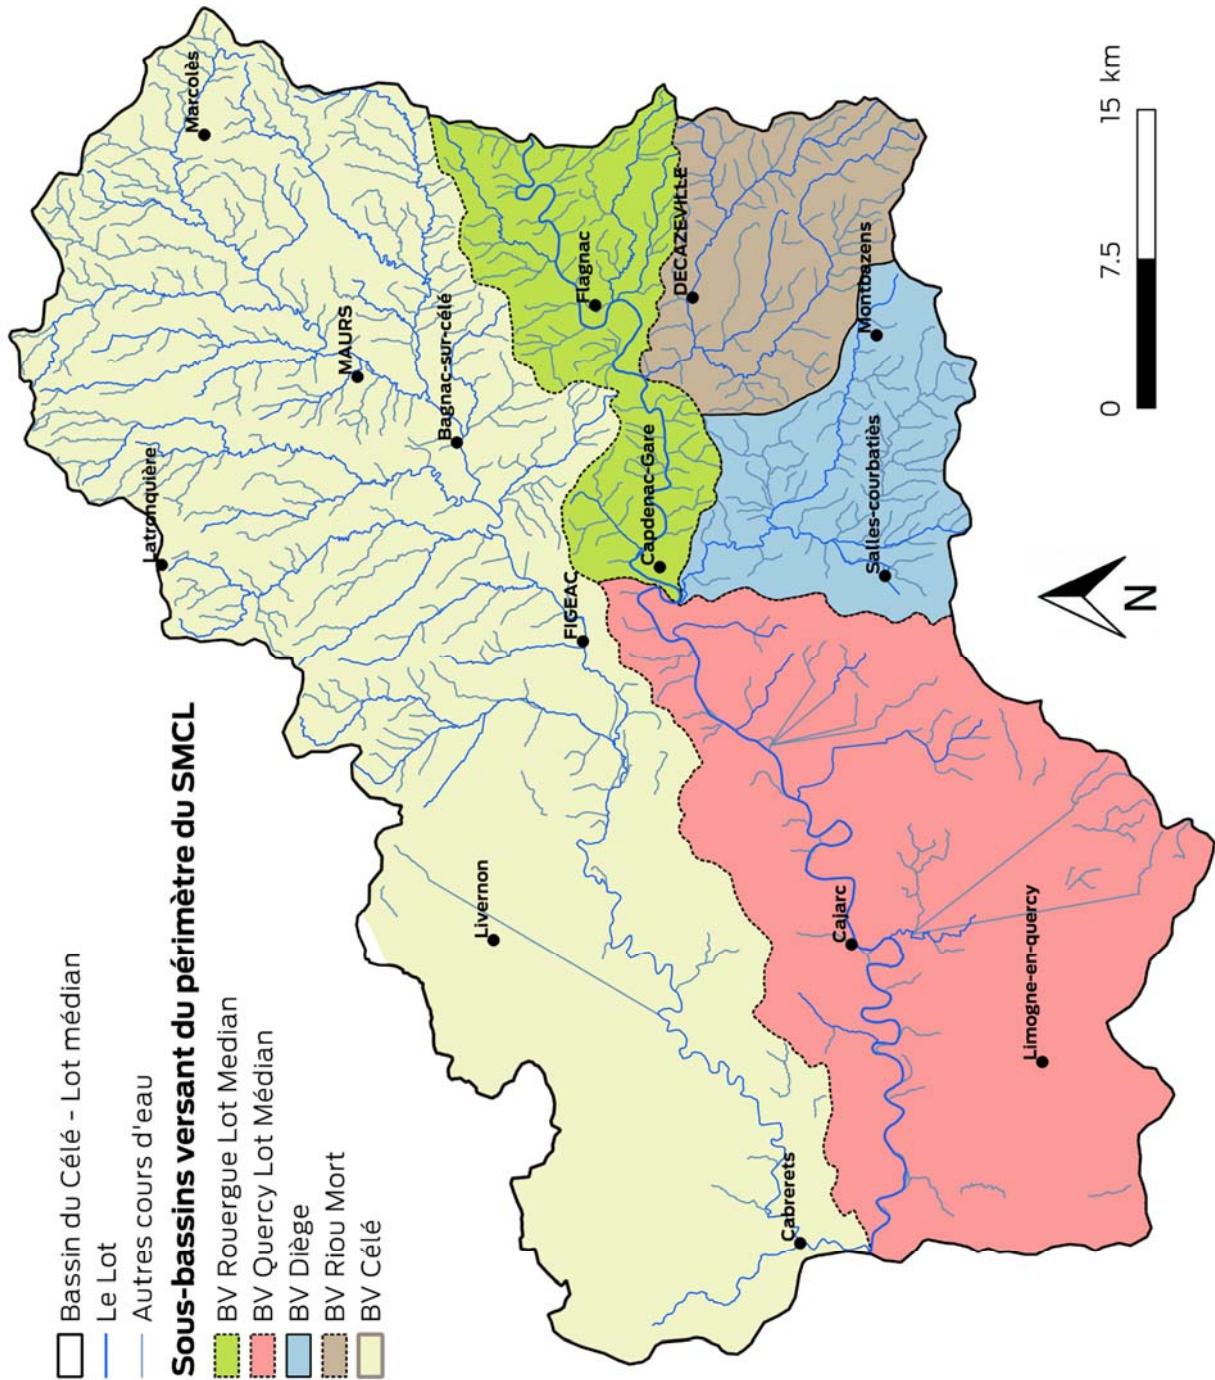 Bassin du Célé - Lot médian
Le Lot
Autres cours d'eau
Sous-bassins versant du périmètre du SMCL
BV Rouergue Lot Median
BV Quercy Lot Médian
BV Diège
BV Riou Mort
BV Célé
Marcolès
Latronquière
MAURS
Bagnac-sur-célé
Livernon
FIGEAC
Flagnac
Capdenac-Gare
DECAZEVILLE
Cabrerets
Cajarc
Montbazens
Salles-courbatiès
Limogne-en-quercy
N
0 7.5 15 km